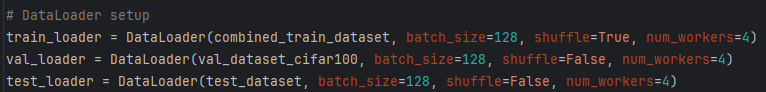 # DataLoader setup
train_loader = DataLoader(combined_train_dataset, batch_size=128, shuffle=True, num_workers=4)
val_loader = DataLoader(val_dataset_cifar100, batch_size=128, shuffle=False, num_workers=4)
test_loader = DataLoader(test_dataset, batch_size=128, shuffle=False, num_workers=4)